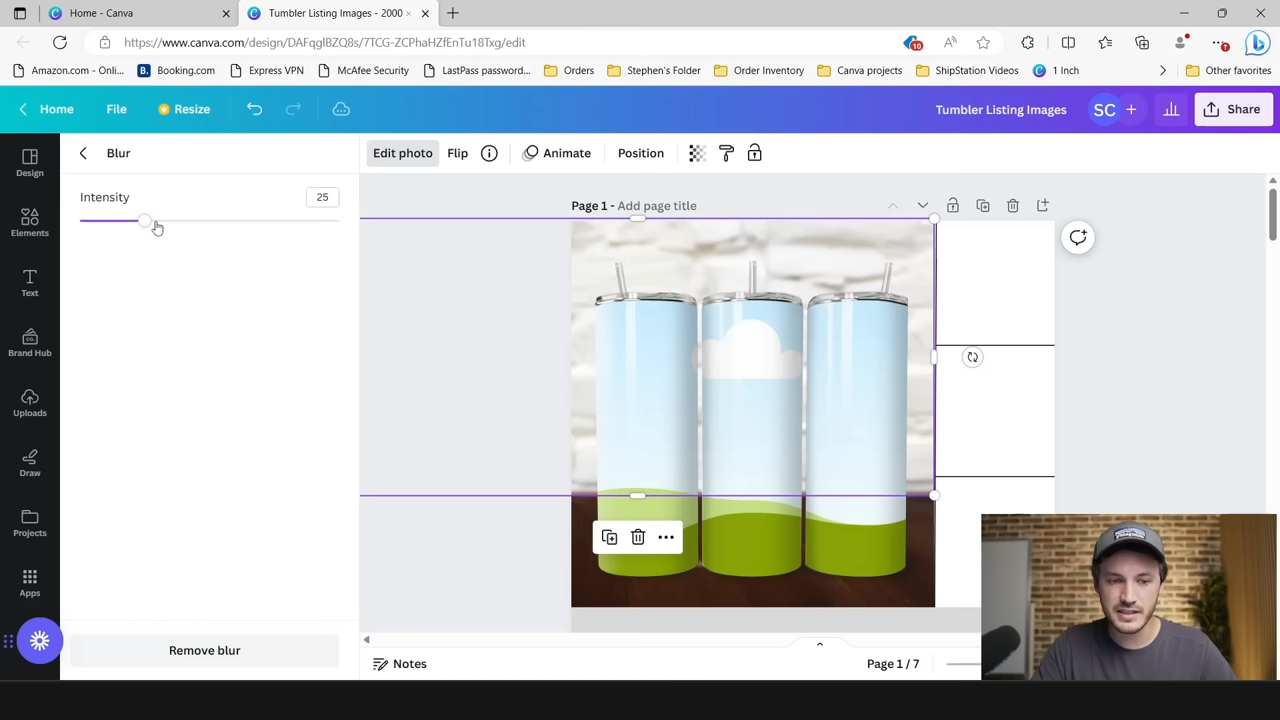 Home - Canva
Tumbler Listing Images - 2000
https://www.canva.com/design/DAFqglBZQ8s/7TCG-ZCPhaHZfEnTu18Txg/edit
10
Amazon.com - Onli...
B. Booking.com
Express VPN
McAfee Security
LastPass password...
Orders
Stephen's Folder
Order Inventory
Canva projects
ShipStation Videos
1 Inch
Other favorites
Home
File
Resize
Tumbler Listing Images
SC
Share
Design
Elements
Text
Brand Hub
Uploads
Draw
Projects
Apps
Blur
Intensity
25
Remove blur
Edit photo
Flip
Animate
Position
Page 1 - Add page title
Notes
Page 1 / 7